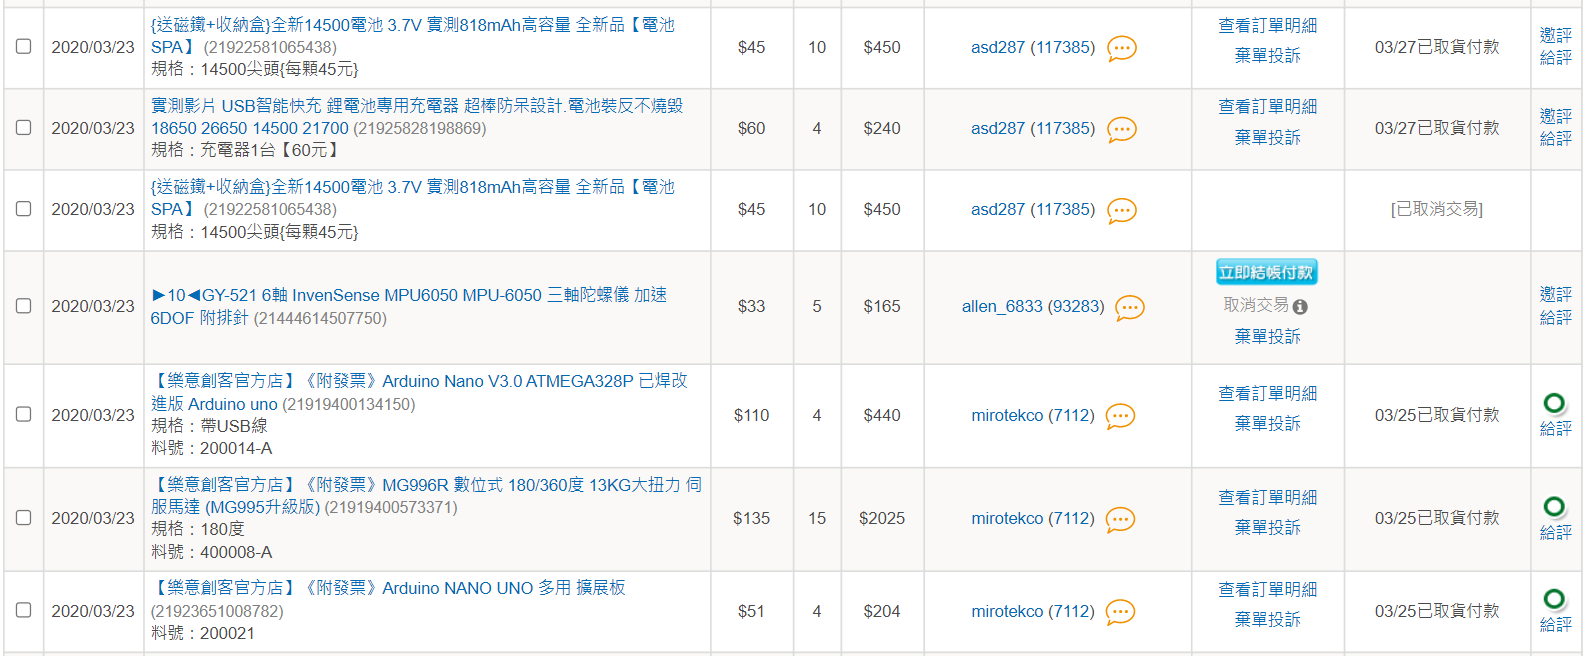 2020/03/23
{送磁鐵+收納盒}全新14500電池 3.7V 實測818mAh高容量 全新品【電池
SPA】 (21922581065438)
規格：14500尖頭{每顆45元}
$45
10
$450
asd287 (117385)
查看訂單明細
棄單投訴
03/27已取貨付款
邀評
給評
2020/03/23
實測影片 USB智能快充 鋰電池專用充電器 超棒防呆設計.電池裝反不燒毀
18650 26650 14500 21700 (21925828198869)
規格：充電器1台【60元】
$60
4
$240
asd287 (117385)
查看訂單明細
棄單投訴
03/27已取貨付款
邀評
給評
2020/03/23
{送磁鐵+收納盒}全新14500電池 3.7V 實測818mAh高容量 全新品【電池
SPA】 (21922581065438)
規格：14500尖頭{每顆45元}
$45
10
$450
asd287 (117385)
[已取消交易]
2020/03/23
►10◄GY-521 6軸 InvenSense MPU6050 MPU-6050 三軸陀螺儀 加速
6DOF 附排針 (21444614507750)
$33
5
$165
allen_6833 (93283)
立即結帳付款
取消交易
棄單投訴
邀評
給評
2020/03/23
【樂意創客官方店】《附發票》Arduino Nano V3.0 ATMEGA328P 已焊改
進版 Arduino uno (21919400134150)
規格：帶USB線
料號：200014-A
$110
4
$440
mirotekco (7112)
查看訂單明細
棄單投訴
03/25已取貨付款
給評
2020/03/23
【樂意創客官方店】《附發票》MG996R 數位式 180/360度 13KG大扭力 伺
服馬達 (MG995升級版) (21919400573371)
規格：180度
料號：400008-A
$135
15
$2025
mirotekco (7112)
查看訂單明細
棄單投訴
03/25已取貨付款
給評
2020/03/23
【樂意創客官方店】《附發票》Arduino NANO UNO 多用 擴展板
(21923651008782)
料號：200021
$51
4
$204
mirotekco (7112)
查看訂單明細
棄單投訴
03/25已取貨付款
給評